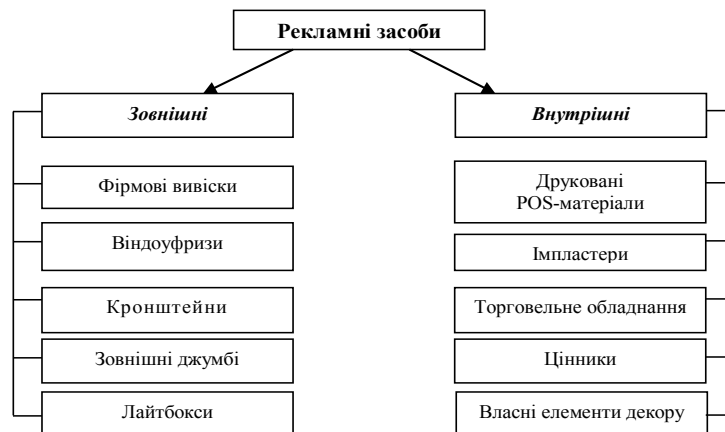 Рекламні засоби
Зовнішні
Фірмові вивіски
Віндоуфризи
Кронштейни
Зовнішні джумбі
Лайтбокси
Внутрішні
Друковані
POS-матеріали
Імпластери
Торговельне обладнання
Цінники
Власні елементи декору